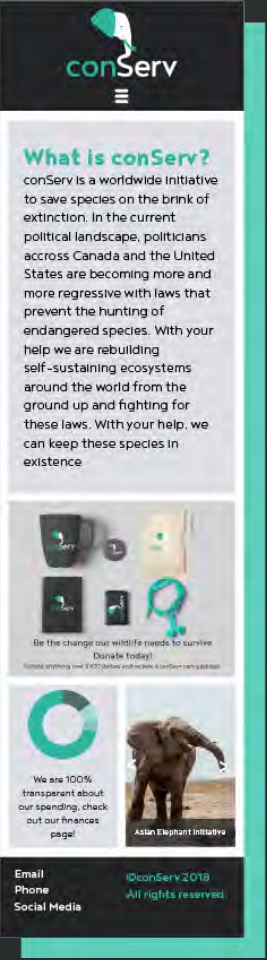 conServ
What is conServ?
conServ is a worldwide initiative
to save species on the brink of
extinction. In the current
political landscape, politicians
accross Canada and the United
States are becoming more and
more regressive with laws that
prevent the hunting of
endangered species. With your
help we are rebuilding
self-sustaining ecosystems
around the world from the
ground up and fighting for
these laws. With your help, we
can keep these species in
existence
conServ
conServ
conServ
Be the change our wildlife needs to survive
Donate today!
We are 100%
transparent about
our spending, check
out our finances
page!
Asian Elephant Initiative
Email
Phone
Social Media
©conServ 2018
All rights reserved.